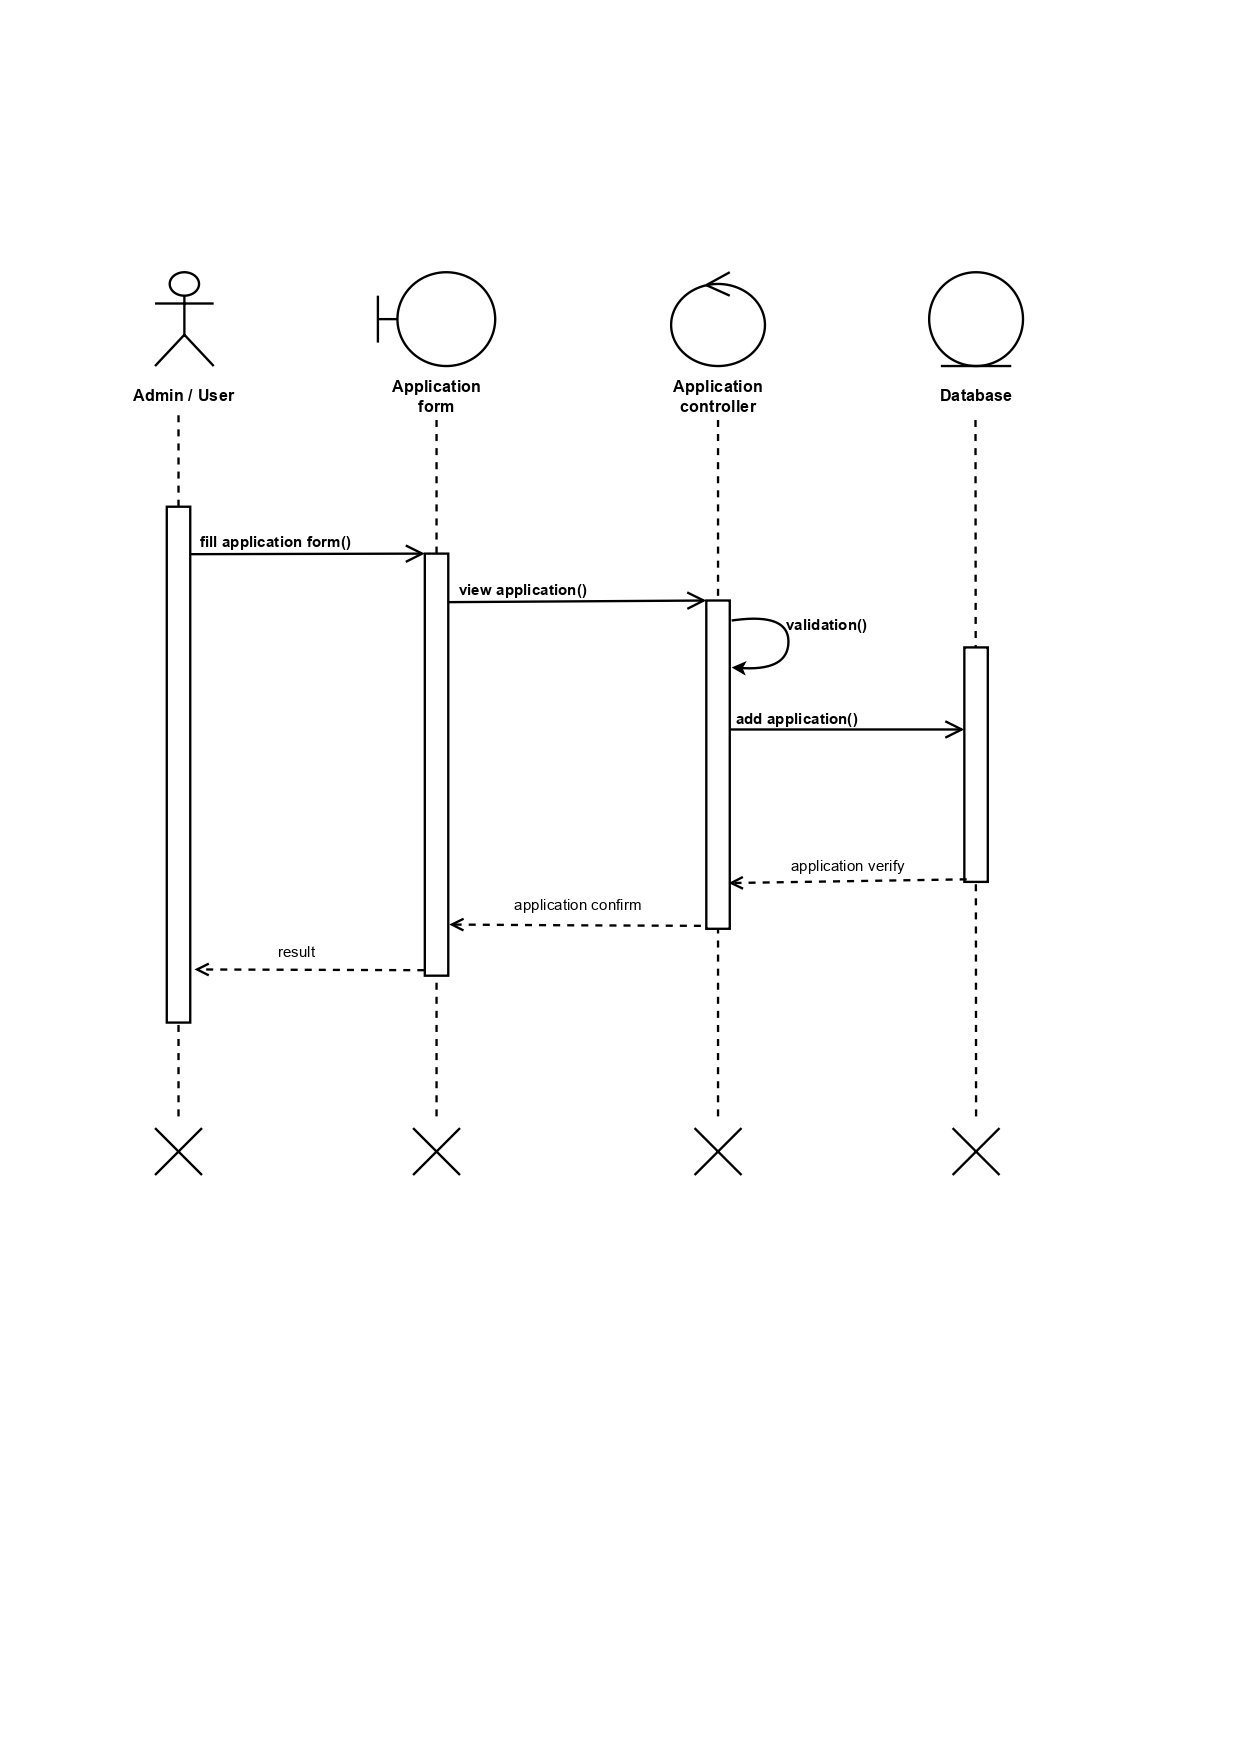 Admin / User
Application
form
Application
controller
Database
fill application form()
view application()
validation()
add application()
application verify
application confirm
result